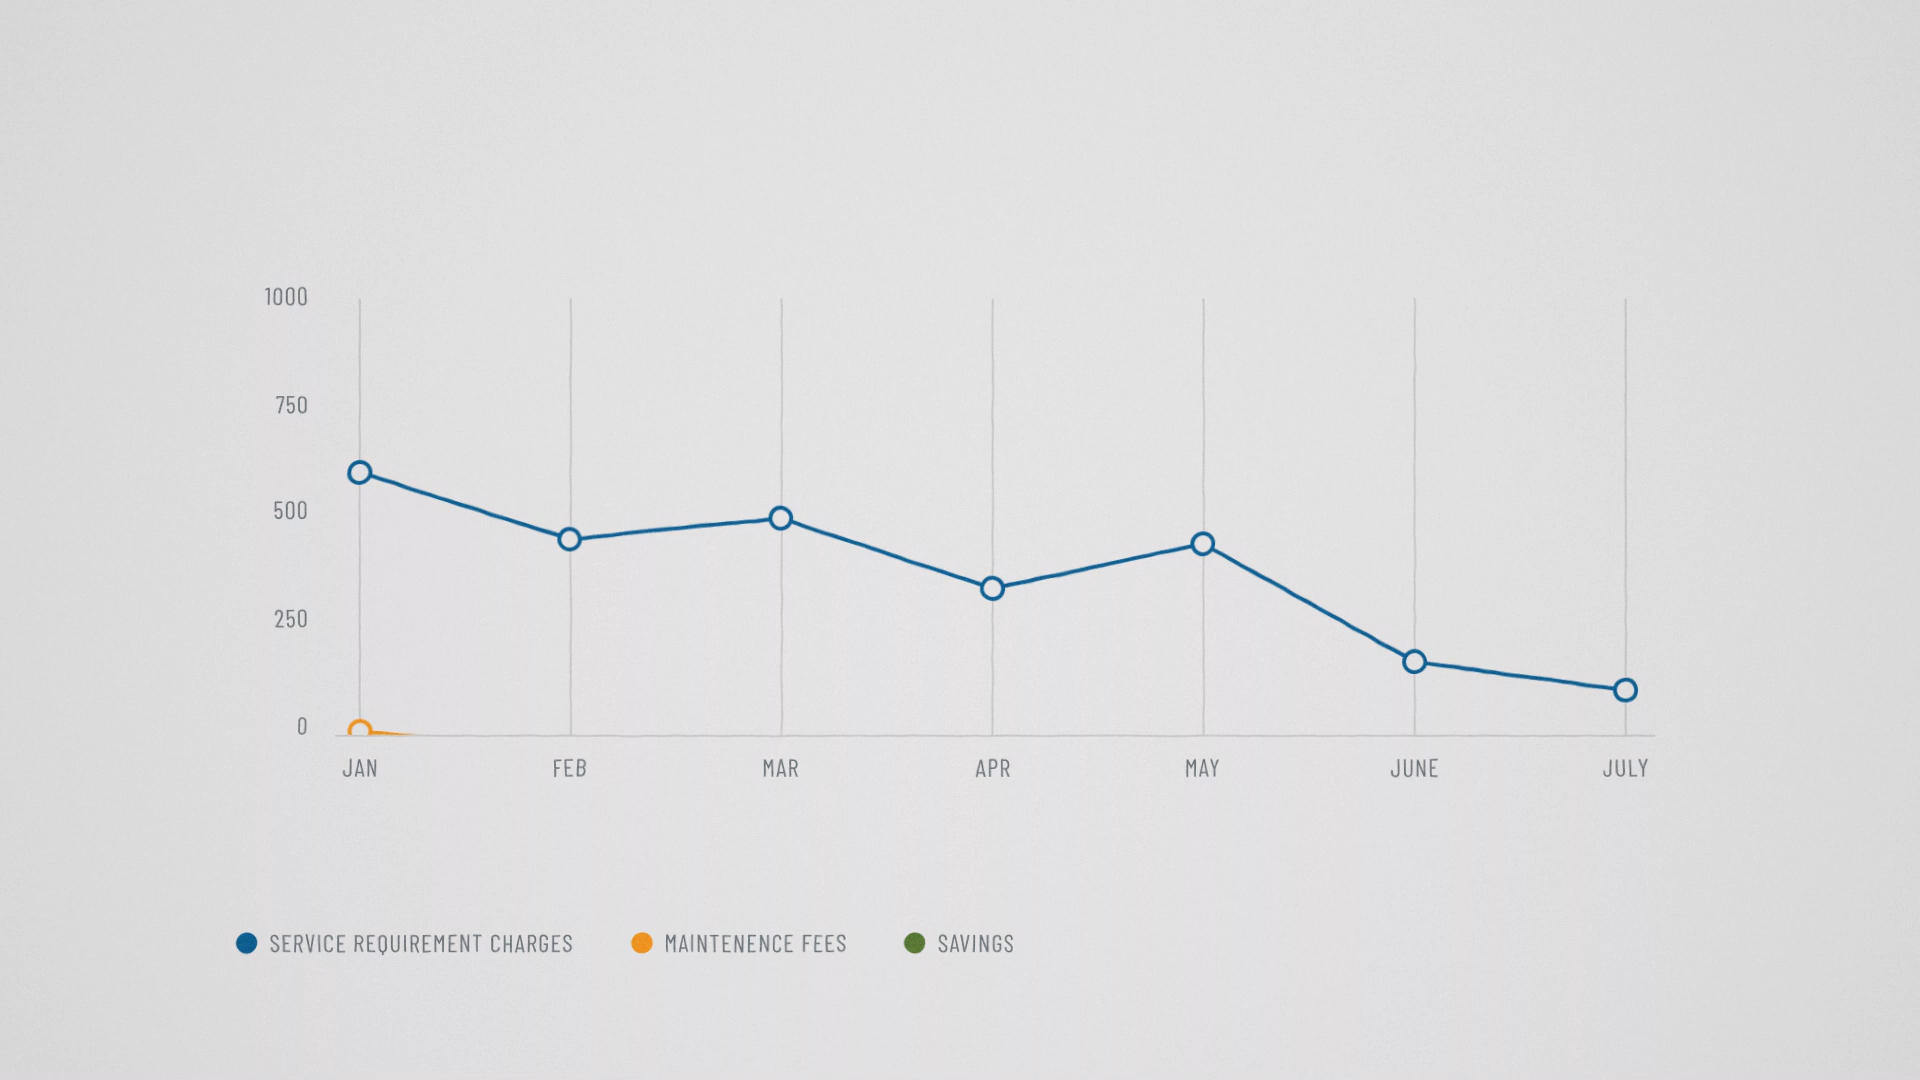 1000
750
500
250
0
JAN FEB MAR APR MAY JUNE JULY
SERVICE REQUIREMENT CHARGES MAINTENENCE FEES SAVINGS